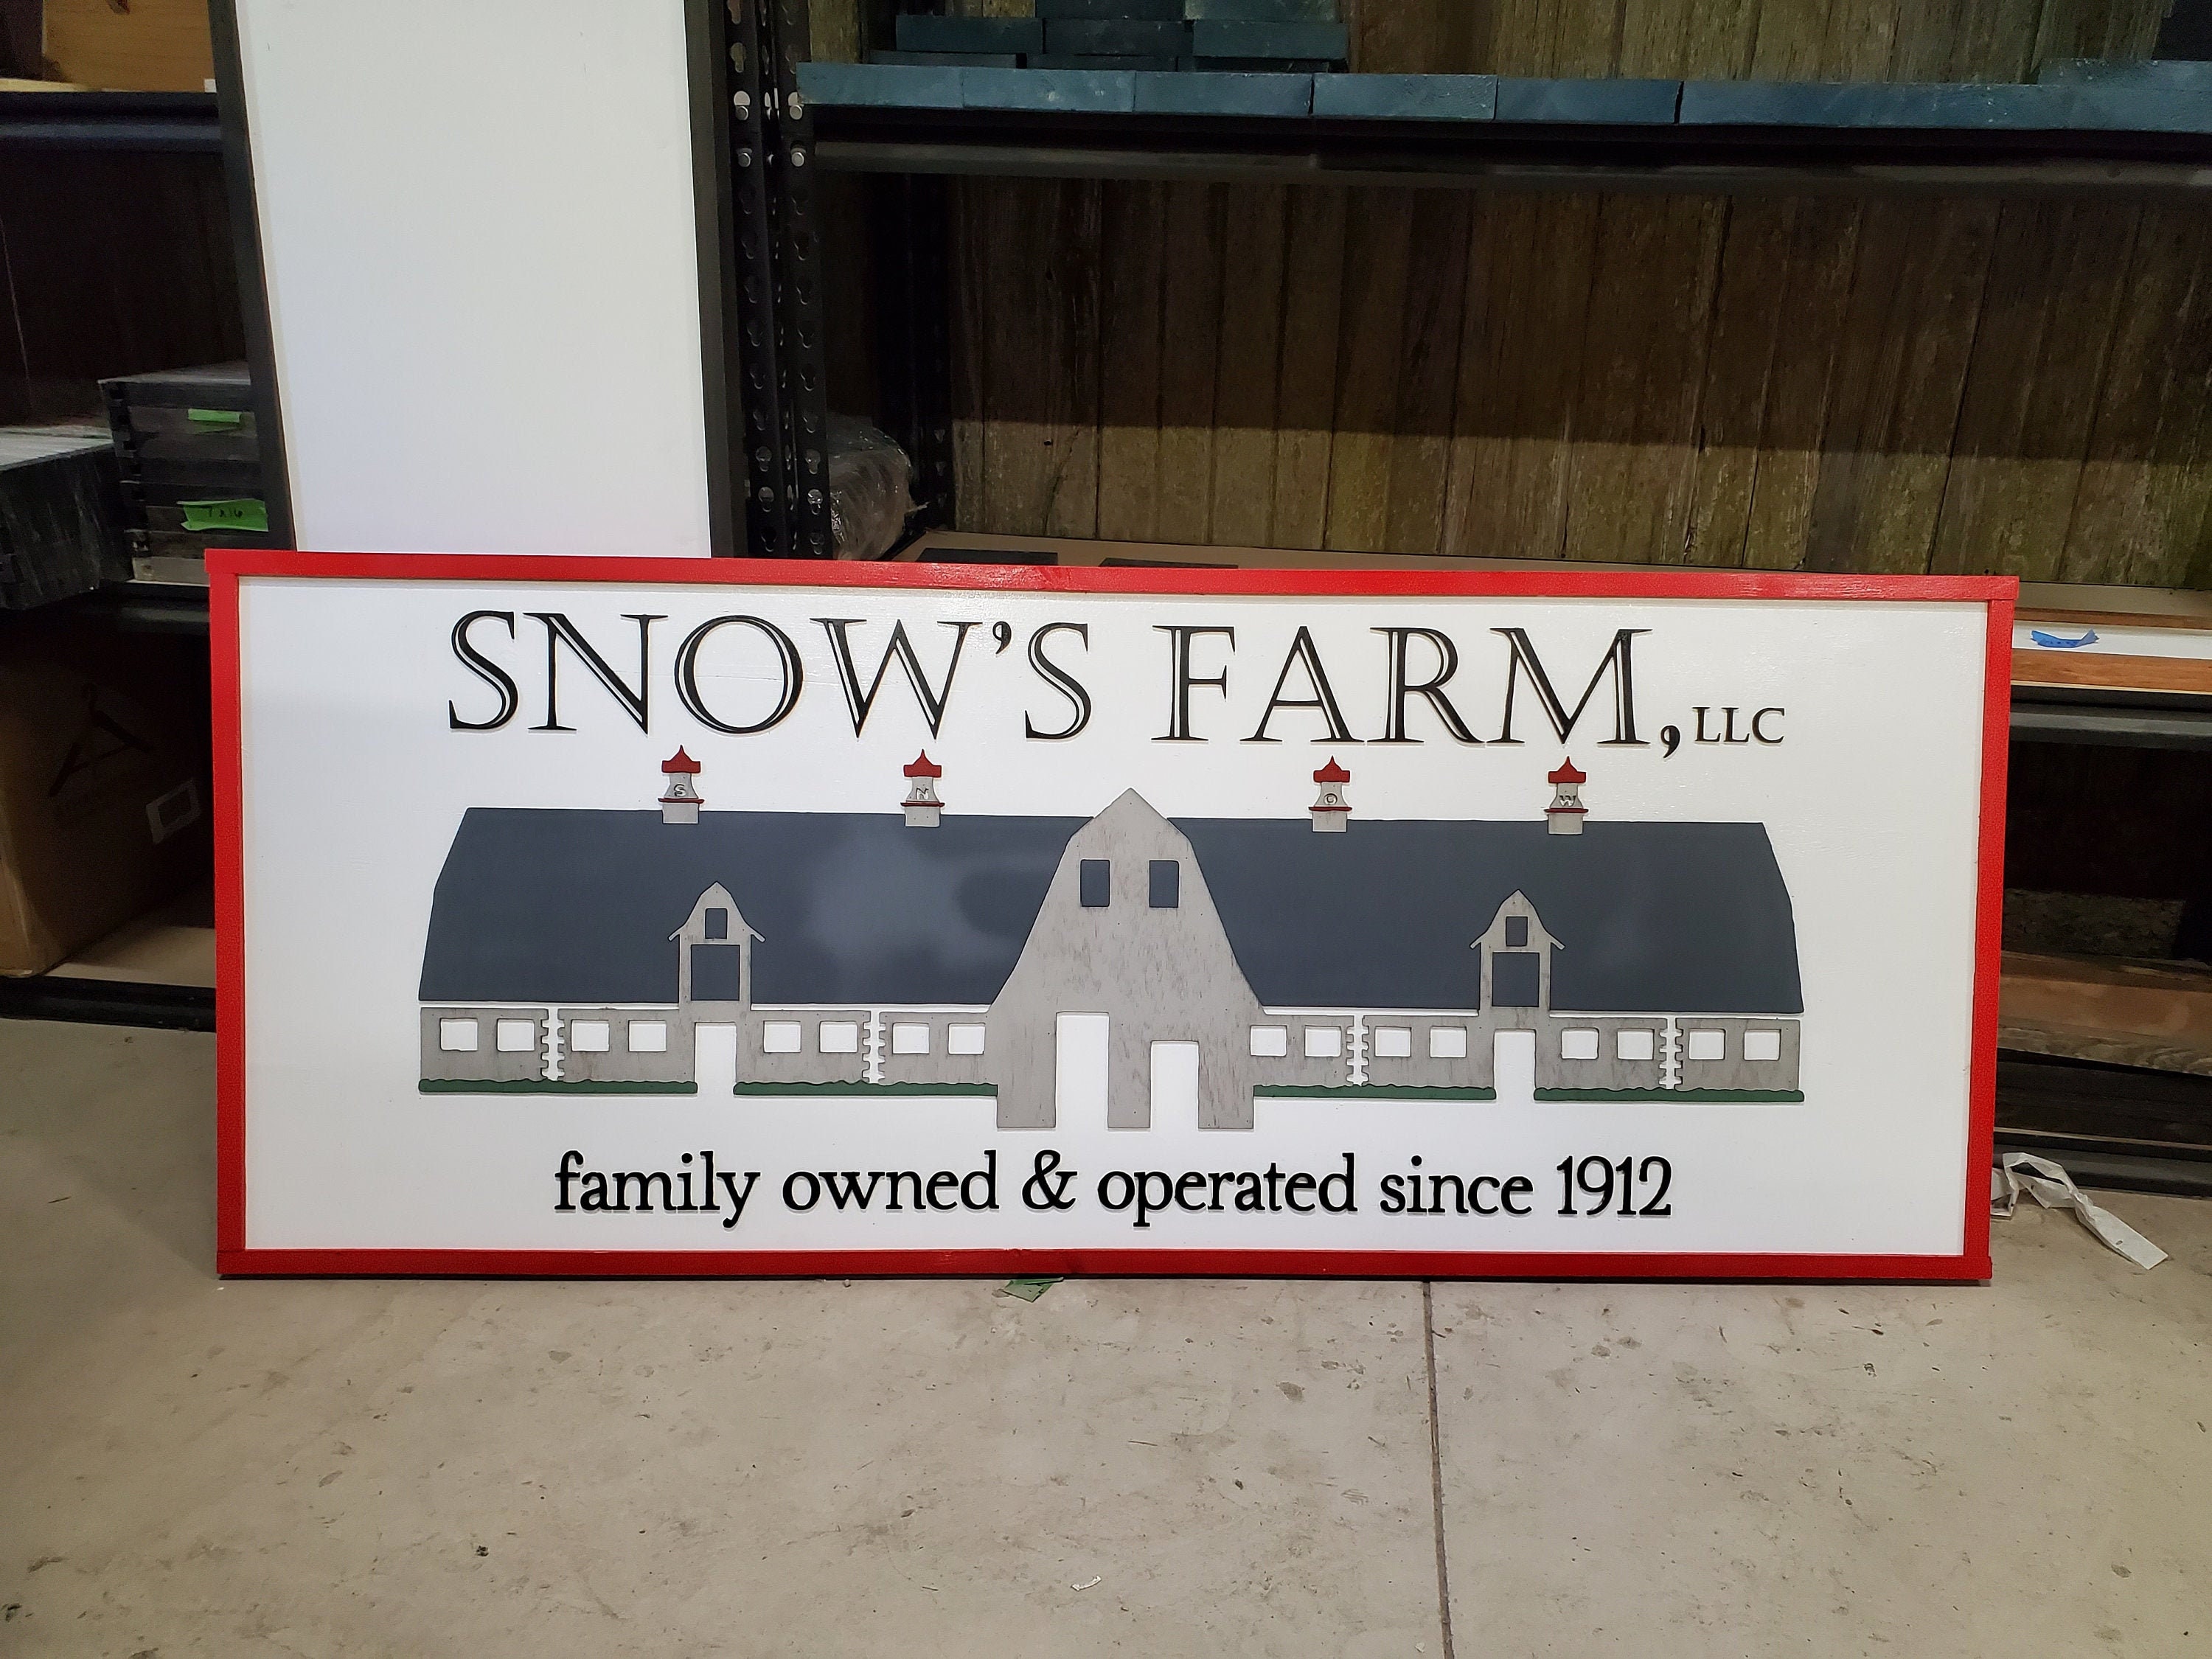 SNOW'S FARM, LLC
S N O W
family owned & operated since 1912